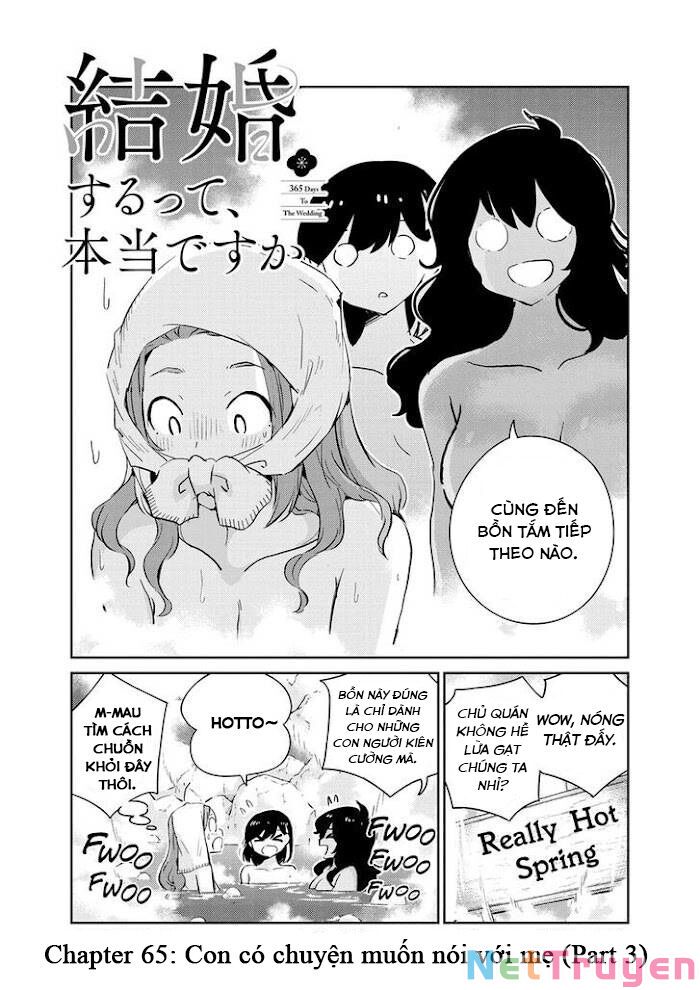 結婚
するって、
本当ですか
365 Days
To
The Wedding
CÙNG ĐẾN
BỒN TẮM TIẾP
THEO NÀO.
WOW, NÓNG
THẬT ĐẤY.
CHỦ QUÁN
KHÔNG HỀ
LỪA GẠT
CHÚNG TA
NHỈ?
Really Hot
Spring
BỒN NÀY ĐÚNG
LÀ CHỈ DÀNH
CHO NHỮNG
CON NGƯỜI KIÊN
CƯỜNG MÀ.
HOTTO~
M-MAU
TÌM CÁCH
CHUỒN
KHỎI ĐÂY
THÔI.
FWOO
FWOO
FWOO
FWOO
Chapter 65: Con có chuyện muốn nói với mẹ (Part 3)
NetTruyen